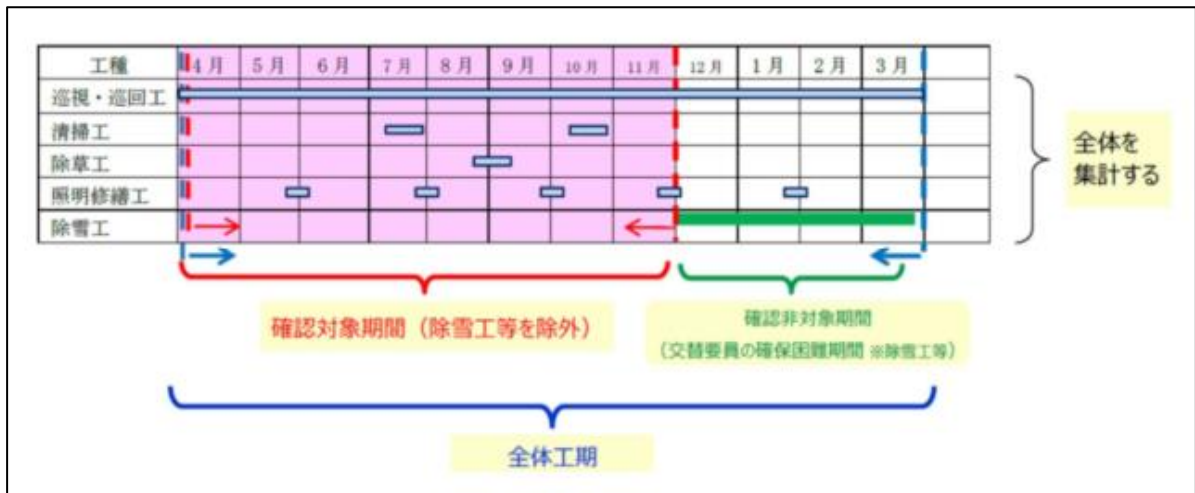 工種 4月 5月 6月 7月 8月 9月 10月 11月 12月 1月 2月 3月
巡視・巡回工
清掃工
除草工
照明修繕工
除雪工
全体を
集計する
確認対象期間（除雪工等を除外）
確認非対象期間
（交替要員の確保困難期間 ※除雪工等）
全体工期